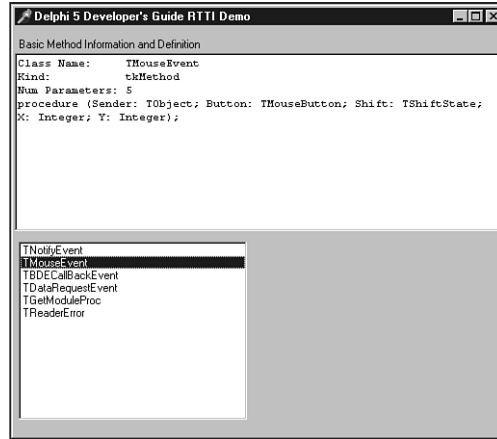 Delphi 5 Developer's Guide RTTI Demo
Basic Method Information and Definition
Class Name: TMouseEvent
Kind: tkMethod
Num Parameters: 5
procedure (Sender: TObject; Button: TMouseButton; Shift: TShiftState;
X: Integer; Y: Integer);
TNotifyEvent
TMouseEvent
TBDECallBackEvent
TDataRequestEvent
TGetModuleProc
TReaderError